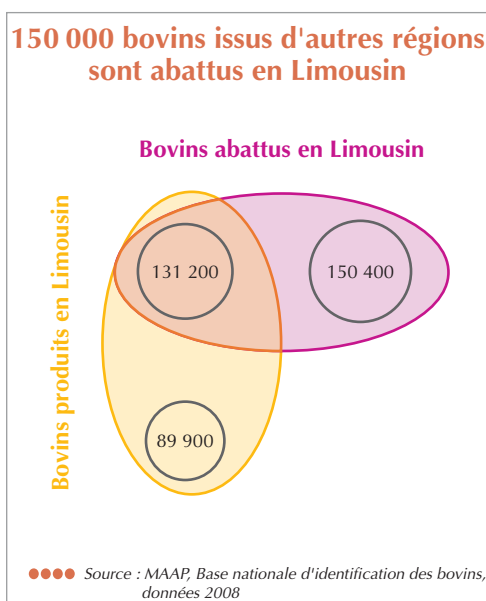 150 000 bovins issus d'autres régions
sont abattus en Limousin
Bovins abattus en Limousin
Bovins produits en Limousin
131 200
150 400
89 900
Source : MAAP, Base nationale d'identification des bovins,
données 2008